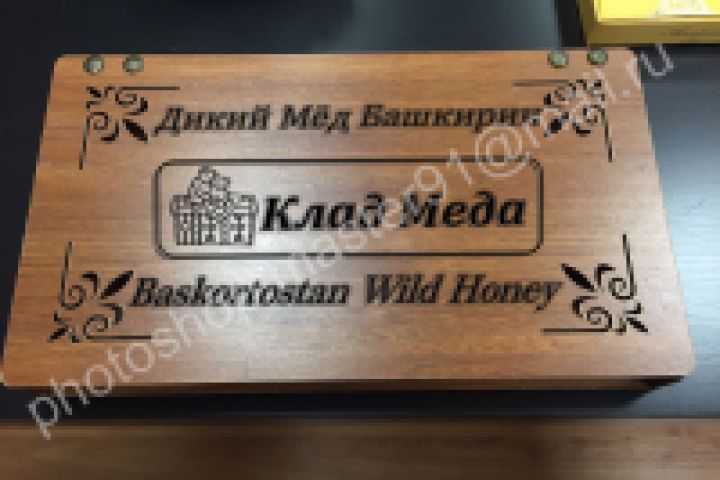 Дикий Мёд Башкирии
Клад Меда
Baskortostan Wild Honey